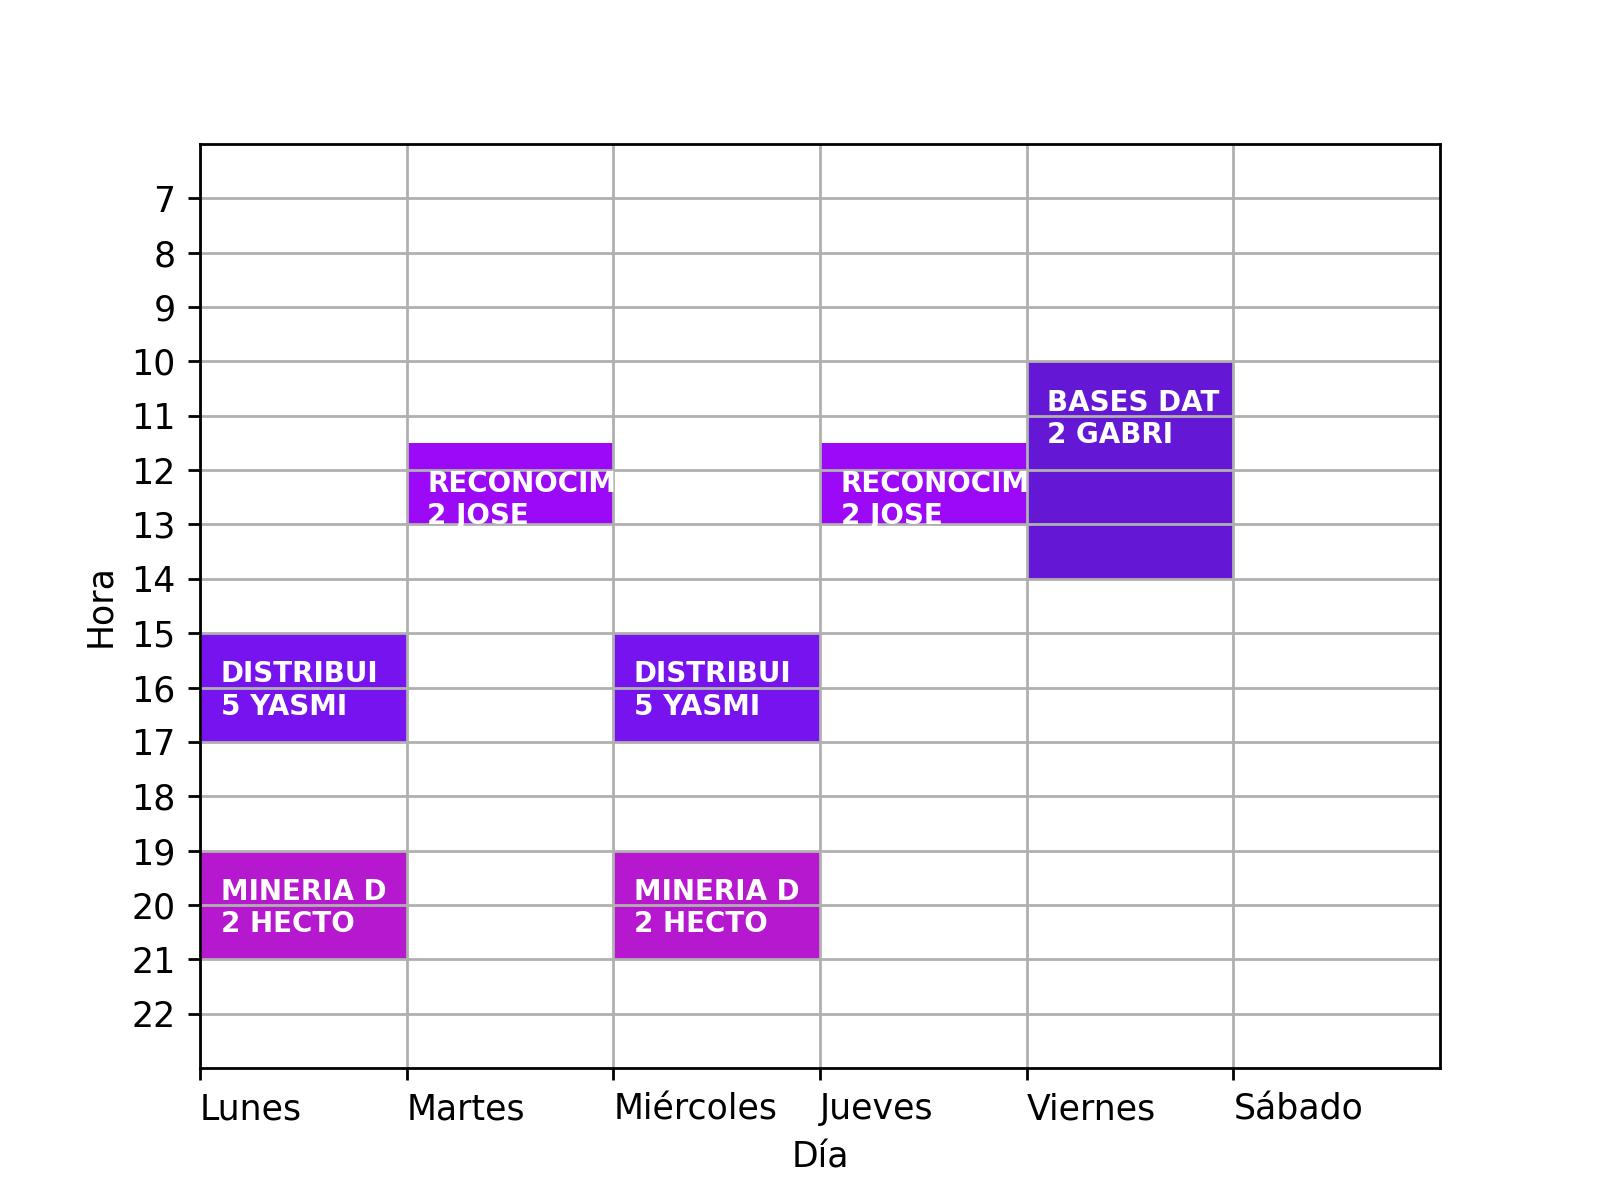 7
8
9
10
11
12
13
14
15
16
17
18
19
20
21
22
Hora
BASES DAT
2 GABRI
RECONOCIM
2 JOSE
RECONOCIM
2 JOSE
DISTRIBUI
5 YASMI
DISTRIBUI
5 YASMI
MINERIA D
2 HECTO
MINERIA D
2 HECTO
Lunes
Martes
Miércoles
Jueves
Viernes
Sábado
Día